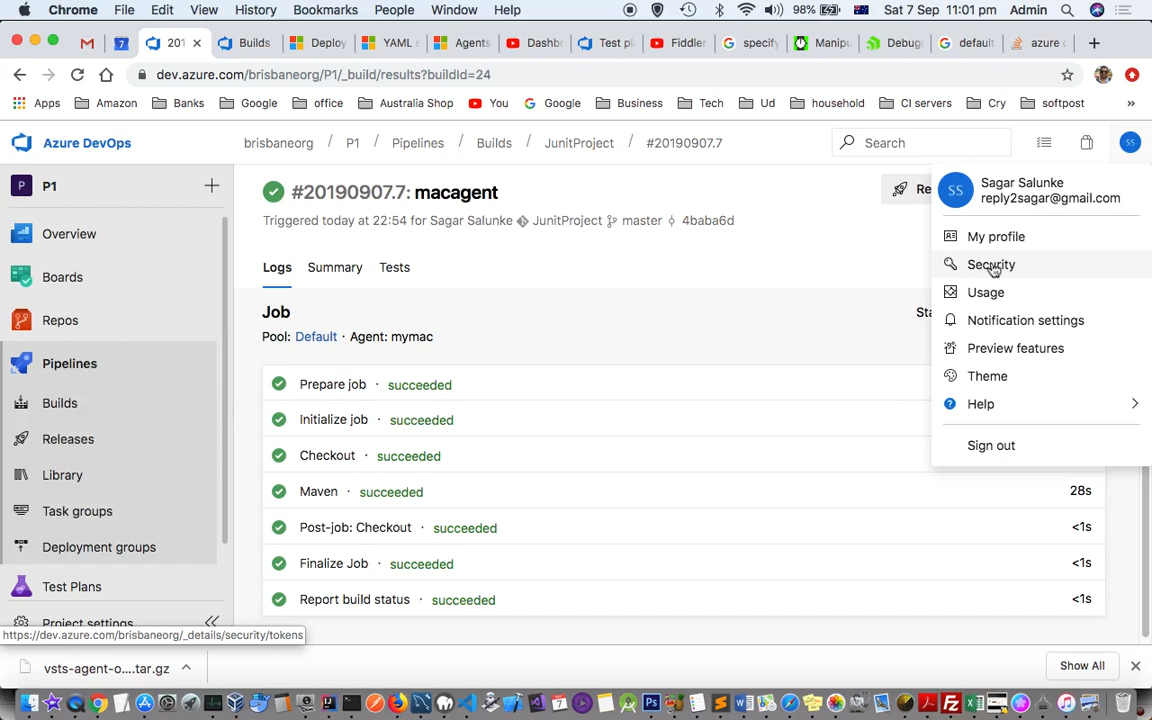 Chrome File Edit View History Bookmarks People Window Help 98% Sat 7 Sep 11:01 pm Admin
201 Builds Deploy YAML s Agents Dashb Test pl Fiddler specify Manipu Debug default azure c
dev.azure.com/brisbaneorg/P1/_build/results?buildId=24
Apps Amazon Banks Google office Australia Shop You Google Business Tech Ud household CI servers Cry softpost »
Azure DevOps brisbaneorg / P1 / Pipelines / Builds / JunitProject / #20190907.7 Search SS
P P1 +
#20190907.7: macagent Re
Triggered today at 22:54 for Sagar Salunke JunitProject master 4baba6d
SS Sagar Salunke
reply2sagar@gmail.com
My profile
Security
Usage
Notification settings
Preview features
Theme
Help
Sign out
Overview
Boards
Repos
Pipelines
Builds
Releases
Library
Task groups
Deployment groups
Test Plans
Project settings
Logs Summary Tests
Job Sta
Pool: Default · Agent: mymac
Prepare job · succeeded
Initialize job · succeeded
Checkout · succeeded
Maven · succeeded 28s
Post-job: Checkout · succeeded <1s
Finalize Job · succeeded <1s
Report build status · succeeded <1s
https://dev.azure.com/brisbaneorg/_details/security/tokens
vsts-agent-o....tar.gz Show All